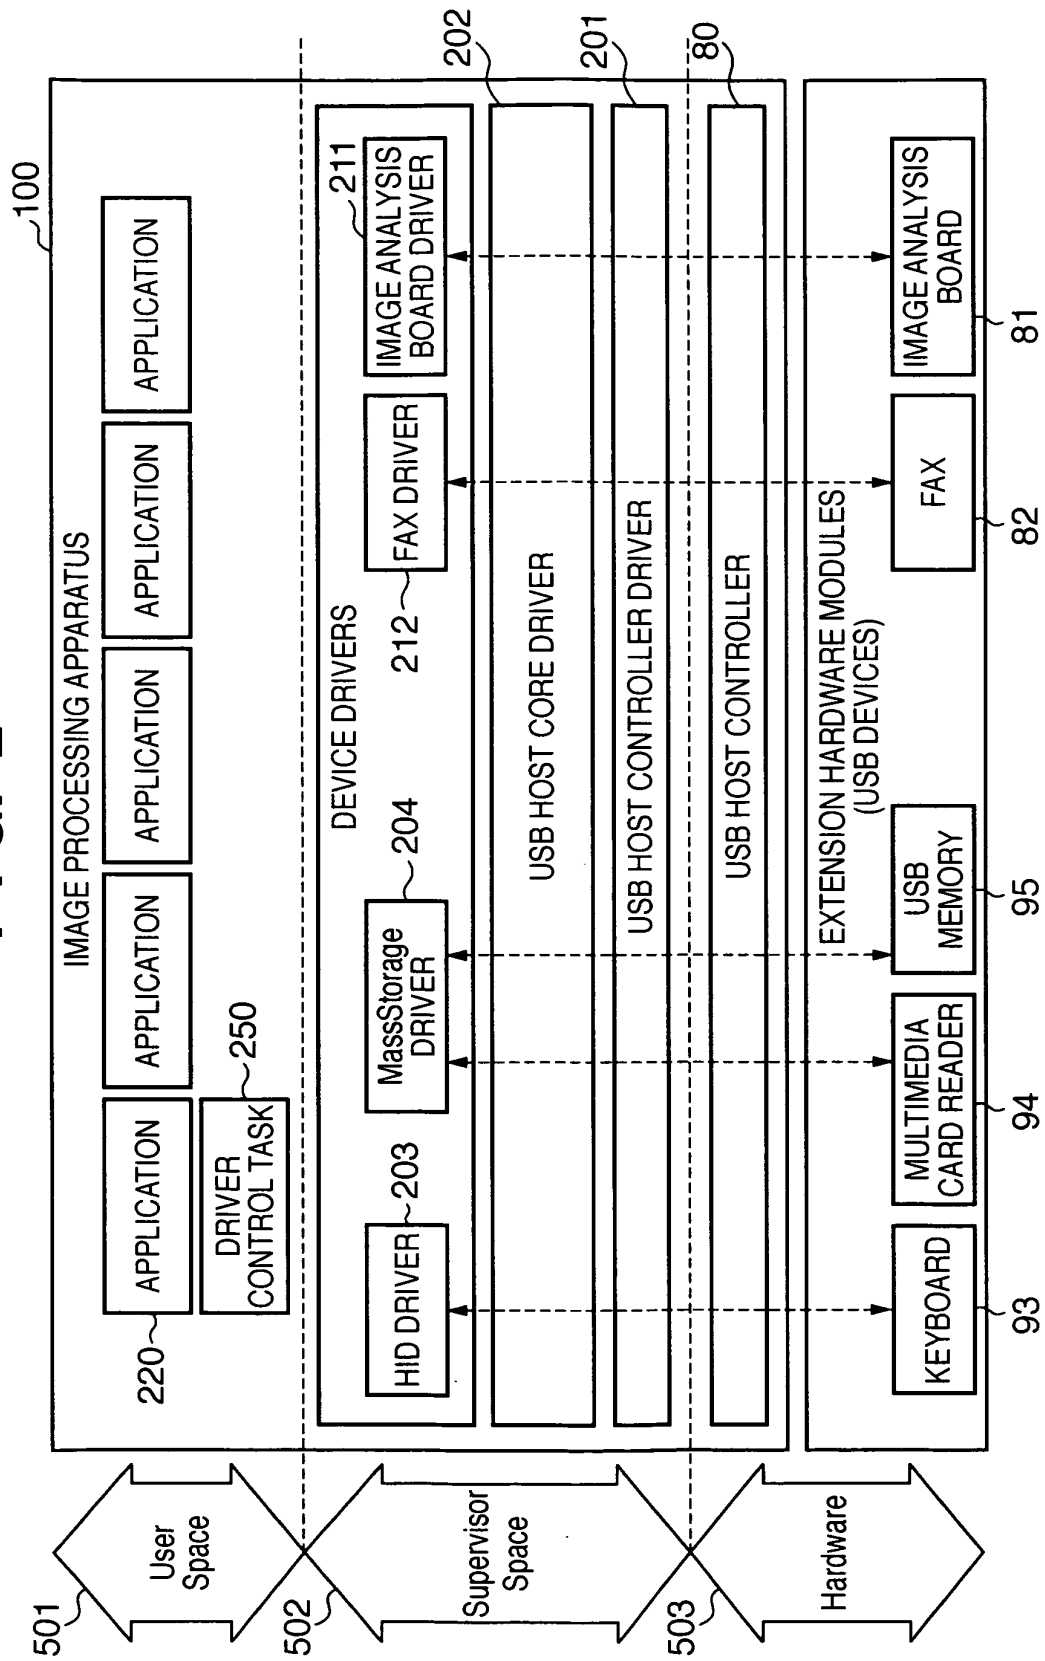 100
IMAGE PROCESSING APPARATUS
APPLICATION
APPLICATION
APPLICATION
APPLICATION
APPLICATION
220
DRIVER
CONTROL TASK
250
501
User
Space
DEVICE DRIVERS
HID DRIVER
203
MassStorage
DRIVER
204
FAX DRIVER
212
IMAGE ANALYSIS
BOARD DRIVER
211
202
USB HOST CORE DRIVER
201
USB HOST CONTROLLER DRIVER
502
Supervisor
Space
80
USB HOST CONTROLLER
EXTENSION HARDWARE MODULES
(USB DEVICES)
503
Hardware
KEYBOARD
MULTIMEDIA
CARD READER
USB
MEMORY
FAX
IMAGE ANALYSIS
BOARD
93
94
95
82
81